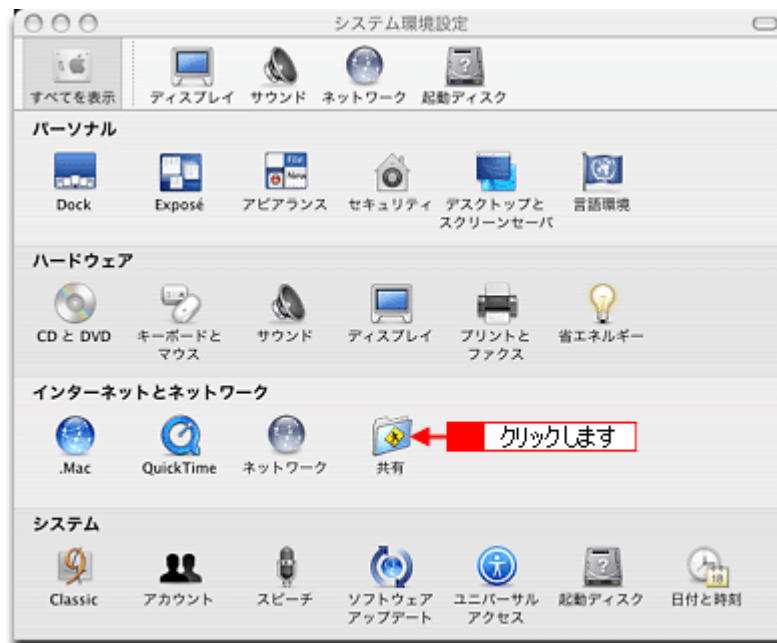 システム環境設定
すべてを表示 ディスプレイ サウンド ネットワーク 起動ディスク
パーソナル
Dock Exposé アピアランス セキュリティ デスクトップと 言語環境
スクリーンセーバ
ハードウェア
CD と DVD キーボードと サウンド ディスプレイ プリントと 省エネルギー
マウス ファクス
インターネットとネットワーク
クリックします
.Mac QuickTime ネットワーク 共有
システム
Classic アカウント スピーチ ソフトウェア ユニバーサル 起動ディスク 日付と時刻
アップデート アクセス